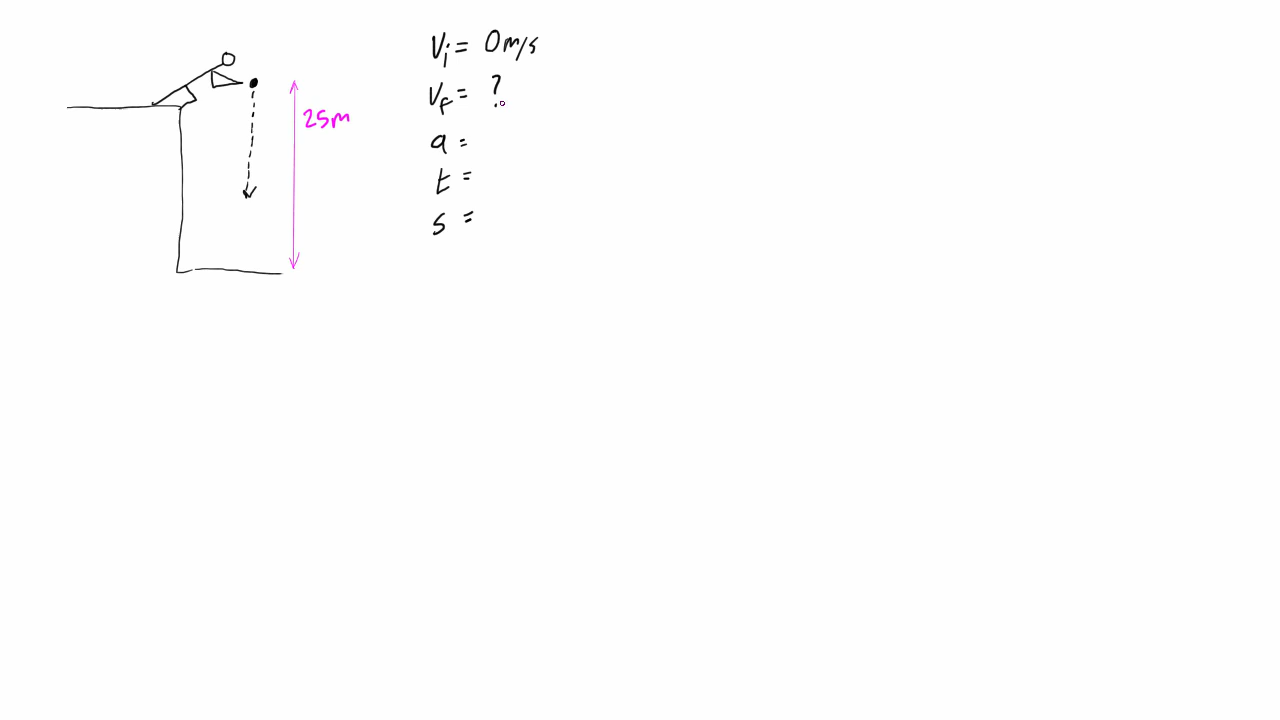 25m
Vi = 0m/s
Vf = ?
a =
t =
s =